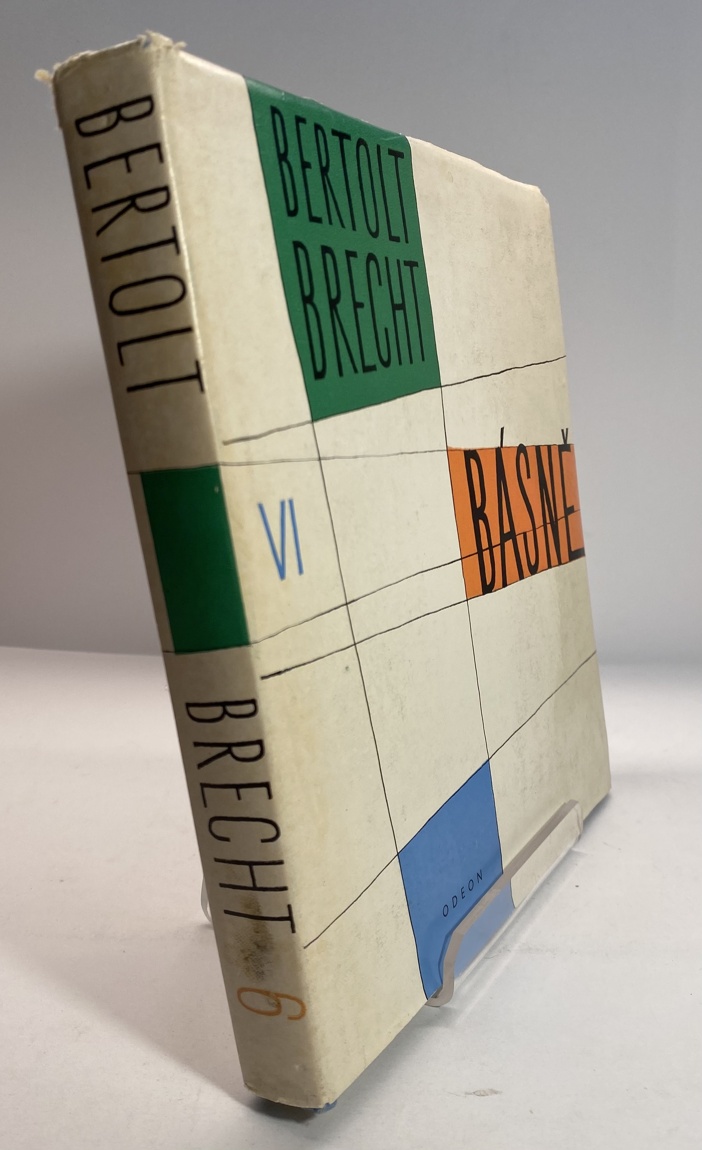 BERTOLT BRECHT 6
BERTOLT
BRECHT
VI
BÁSNĚ
ODEON